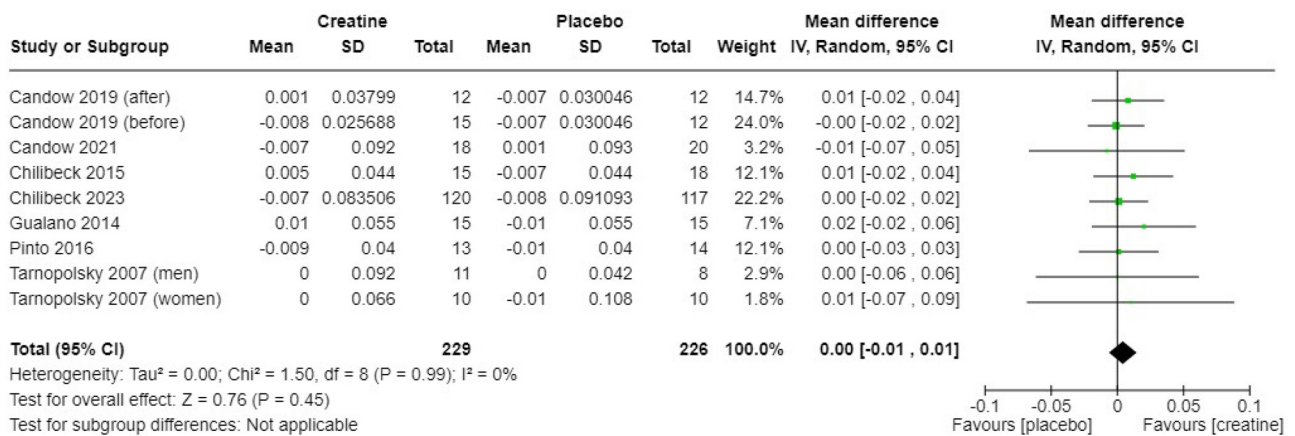 Creatine Placebo Mean difference Mean difference
Study or Subgroup Mean SD Total Mean SD Total Weight IV, Random, 95% CI IV, Random, 95% CI
Candow 2019 (after) 0.001 0.03799 12 -0.007 0.030046 12 14.7% 0.01 [-0.02 , 0.04]
Candow 2019 (before) -0.008 0.025688 15 -0.007 0.030046 12 24.0% -0.00 [-0.02 , 0.02]
Candow 2021 -0.007 0.092 18 0.001 0.093 20 3.2% -0.01 [-0.07 , 0.05]
Chilibeck 2015 0.005 0.044 15 -0.007 0.044 18 12.1% 0.01 [-0.02 , 0.04]
Chilibeck 2023 -0.007 0.083506 120 -0.008 0.091093 117 22.2% 0.00 [-0.02 , 0.02]
Gualano 2014 0.01 0.055 15 -0.01 0.055 15 7.1% 0.02 [-0.02 , 0.06]
Pinto 2016 -0.009 0.04 13 -0.01 0.04 14 12.1% 0.00 [-0.03 , 0.03]
Tarnopolsky 2007 (men) 0 0.092 11 0 0.042 8 2.9% 0.00 [-0.06 , 0.06]
Tarnopolsky 2007 (women) 0 0.066 10 -0.01 0.108 10 1.8% 0.01 [-0.07 , 0.09]
Total (95% CI) 229 226 100.0% 0.00 [-0.01 , 0.01]
Heterogeneity: Tau² = 0.00; Chi² = 1.50, df = 8 (P = 0.99); I² = 0%
Test for overall effect: Z = 0.76 (P = 0.45)
Test for subgroup differences: Not applicable
-0.1 -0.05 0 0.05 0.1
Favours [placebo] Favours [creatine]